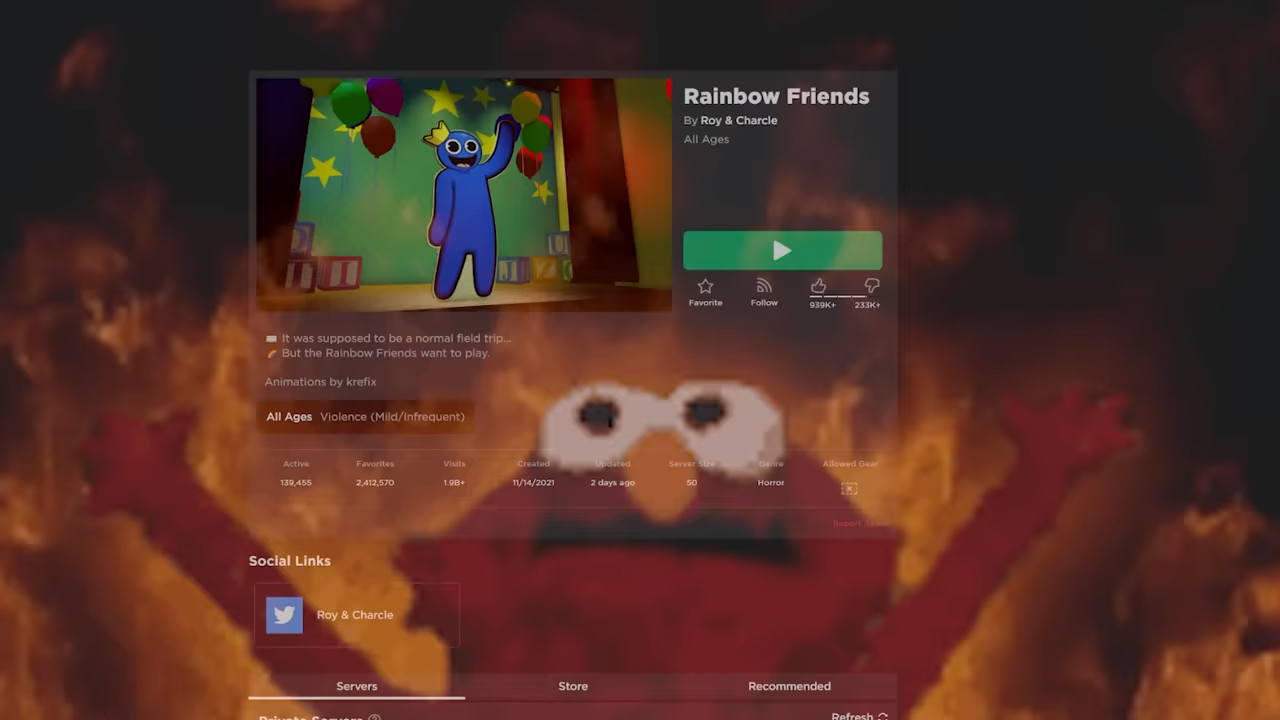 Rainbow Friends
By Roy & Charcle
All Ages
Favorite Follow 939K+ 233K+
It was supposed to be a normal field trip...
But the Rainbow Friends want to play.
Animations by krefix
All Ages Violence (Mild/Infrequent)
Active Favorites Visits Created Updated Server Size Genre Allowed Gear
139,455 2,412,570 1.9B+ 11/14/2021 2 days ago 50 Horror
Report
Social Links
Roy & Charcle
Servers Store Recommended
Private Servers Refresh